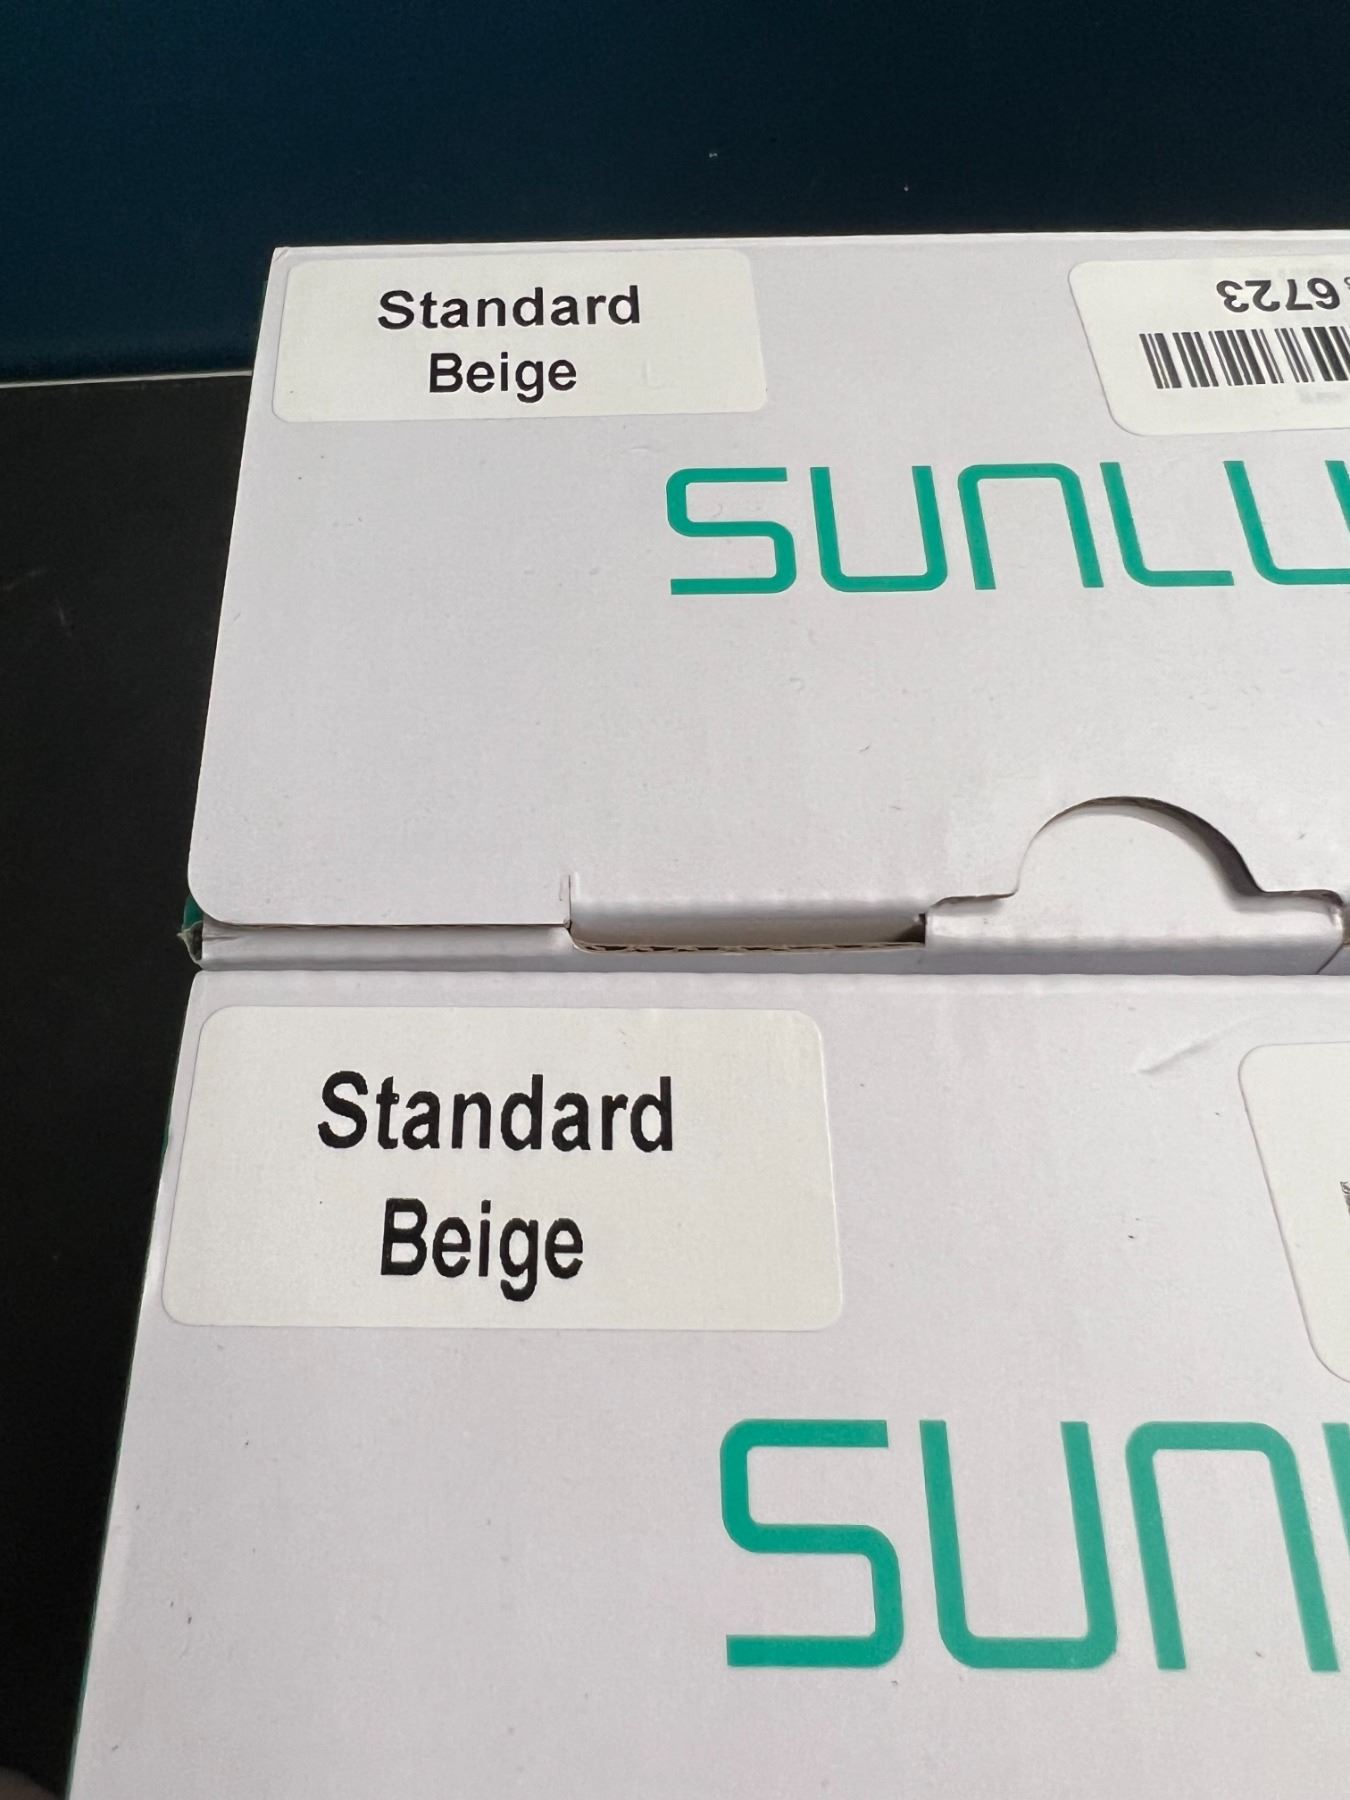 Standard
Beige
6723
SUNLU
Standard
Beige
SUN